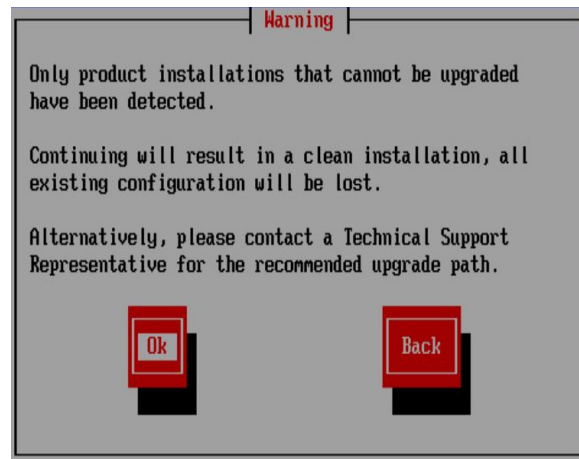 Warning
Only product installations that cannot be upgraded
have been detected.
Continuing will result in a clean installation, all
existing configuration will be lost.
Alternatively, please contact a Technical Support
Representative for the recommended upgrade path.
Ok
Back